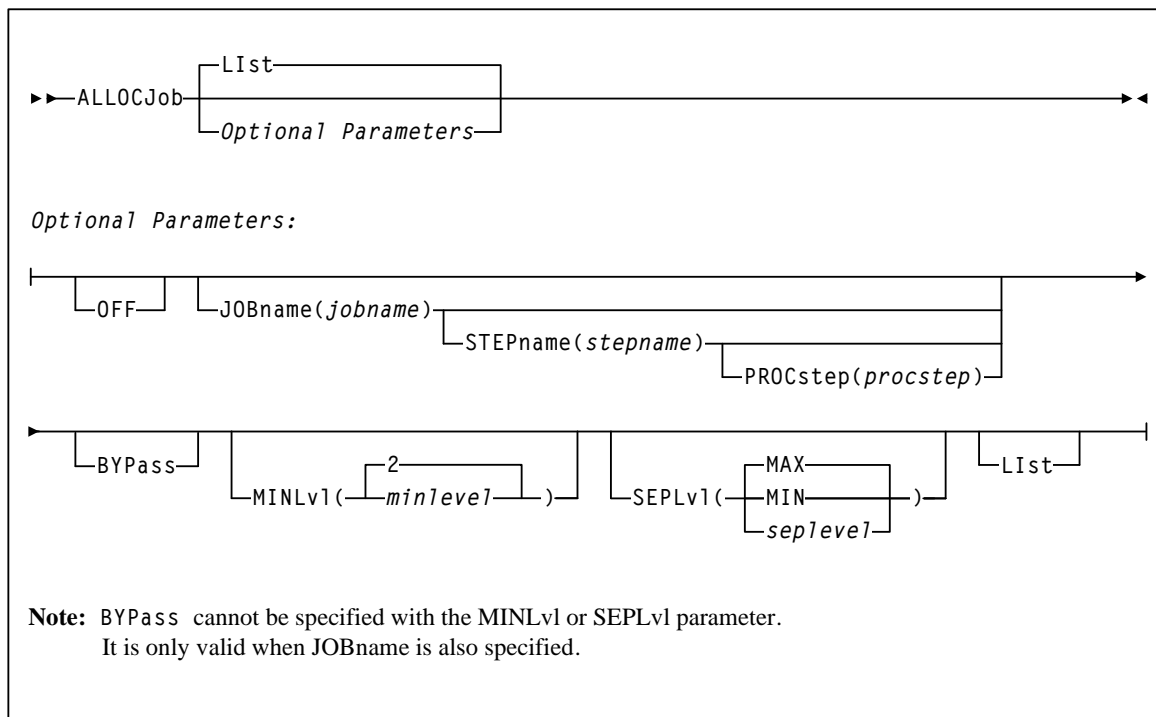 LIst
ALLOCJob
Optional Parameters
Optional Parameters:
OFF JOBname(jobname)
STEPname(stepname)
PROCstep(procstep)
BYPass 2 MAX LIst
MINLvl( minlevel ) SEPLvl( MIN )
seplevel
Note: BYPass cannot be specified with the MINLvl or SEPLvl parameter.
It is only valid when JOBname is also specified.